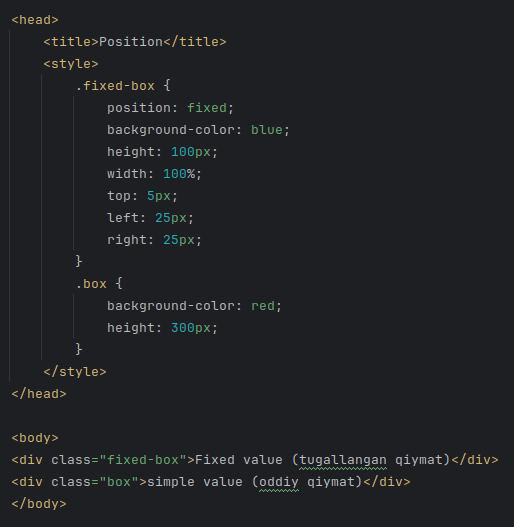 <head>
    <title>Position</title>
    <style>
        .fixed-box {
            position: fixed;
            background-color: blue;
            height: 100px;
            width: 100%;
            top: 5px;
            left: 25px;
            right: 25px;
        }
        .box {
            background-color: red;
            height: 300px;
        }
    </style>
</head>

<body>
<div class="fixed-box">Fixed value (tugallangan qiymat)</div>
<div class="box">simple value (oddiy qiymat)</div>
</body>